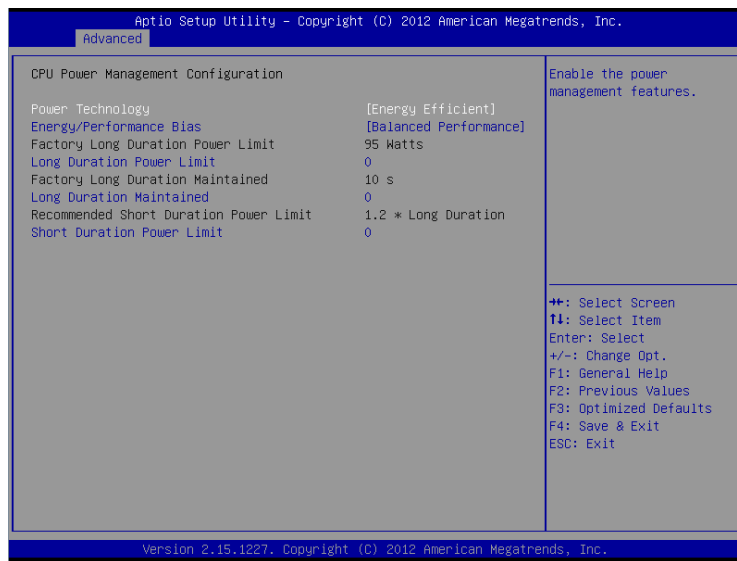 Aptio Setup Utility – Copyright (C) 2012 American Megatrends, Inc.
Advanced
CPU Power Management Configuration
Power Technology [Energy Efficient]
Energy/Performance Bias [Balanced Performance]
Factory Long Duration Power Limit 95 Watts
Long Duration Power Limit 0
Factory Long Duration Maintained 10 s
Long Duration Maintained 0
Recommended Short Duration Power Limit 1.2 * Long Duration
Short Duration Power Limit 0
Enable the power
management features.
→←: Select Screen
↑↓: Select Item
Enter: Select
+/-: Change Opt.
F1: General Help
F2: Previous Values
F3: Optimized Defaults
F4: Save & Exit
ESC: Exit
Version 2.15.1227. Copyright (C) 2012 American Megatrends, Inc.